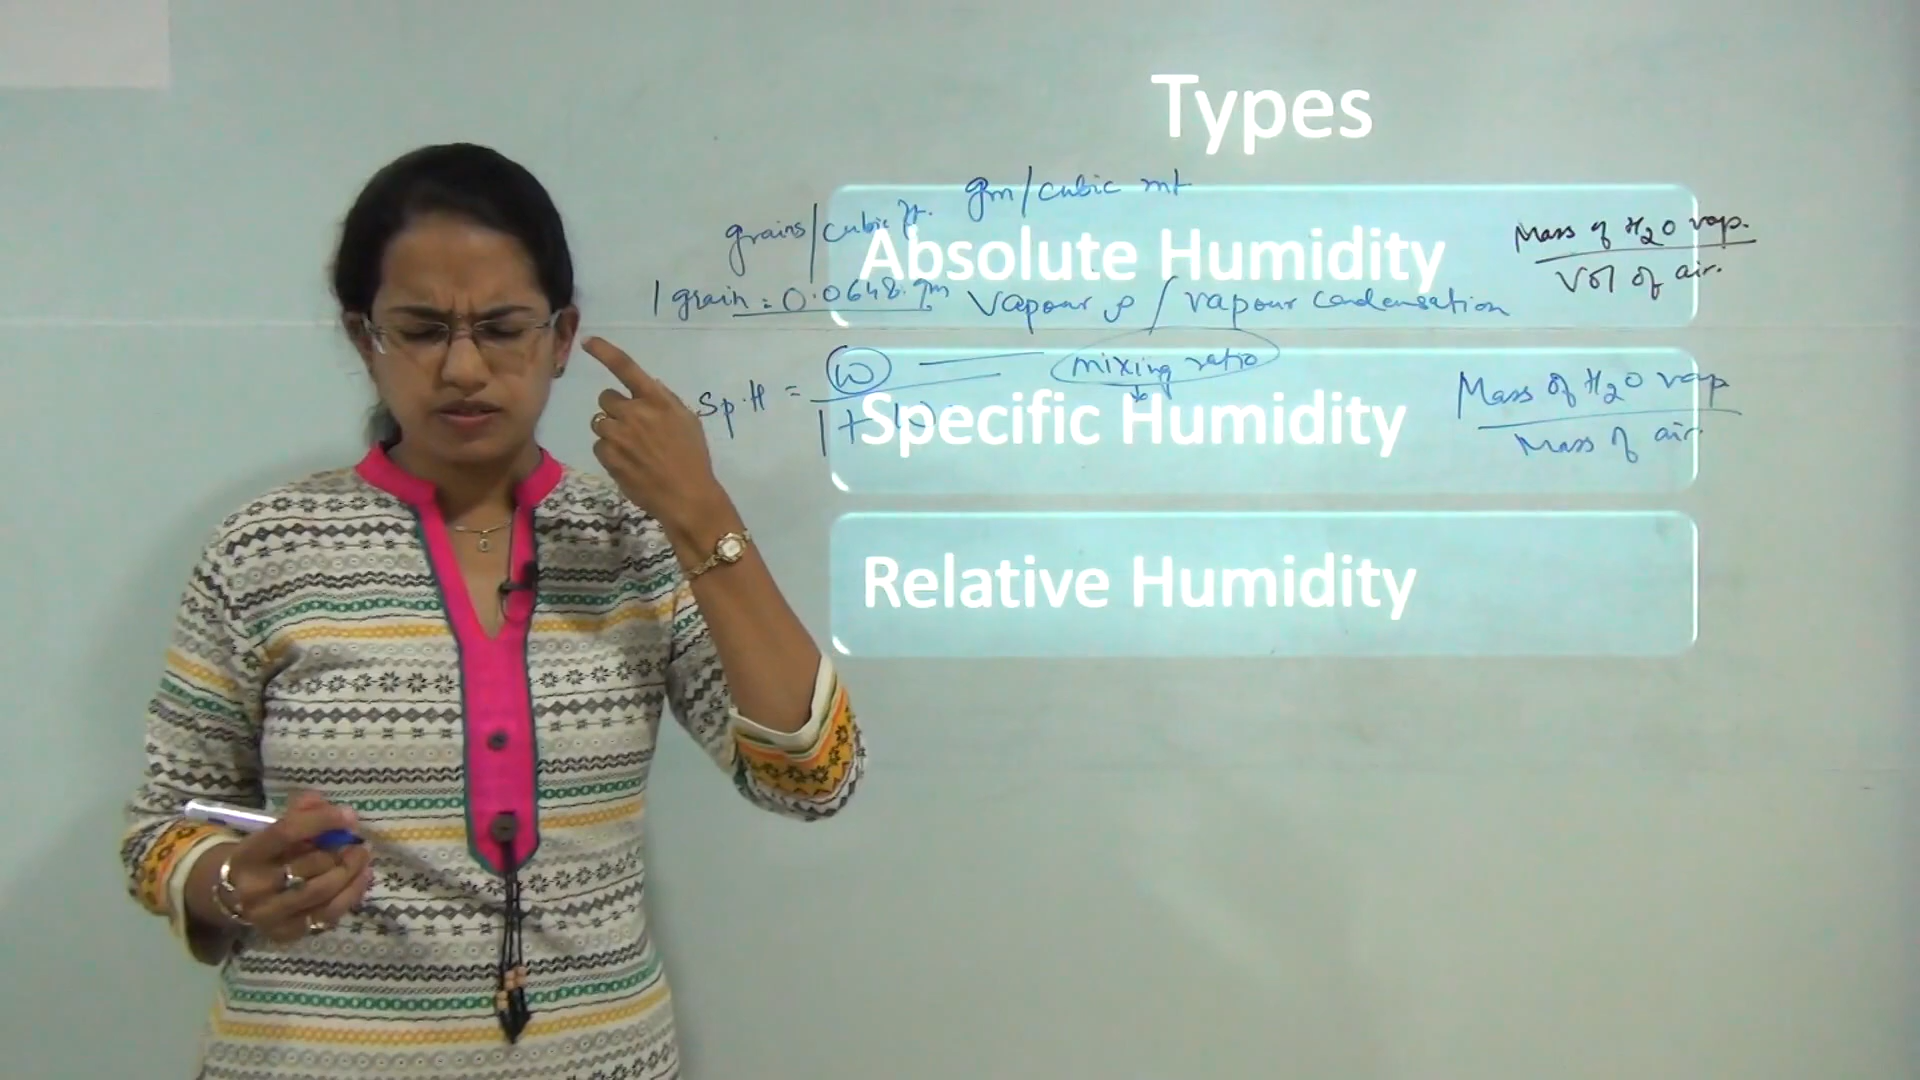 Types
gm/cubic mt
grains/cubic ft.
Absolute Humidity
Mass of H2O vap.
Vol of air.
1 grain = 0.0648 gm
Vapour ρ / vapour condensation
Sp.H = ω / 1 + ω
mixing ratio
Specific Humidity
Mass of H2O vap
Mass of air
Relative Humidity